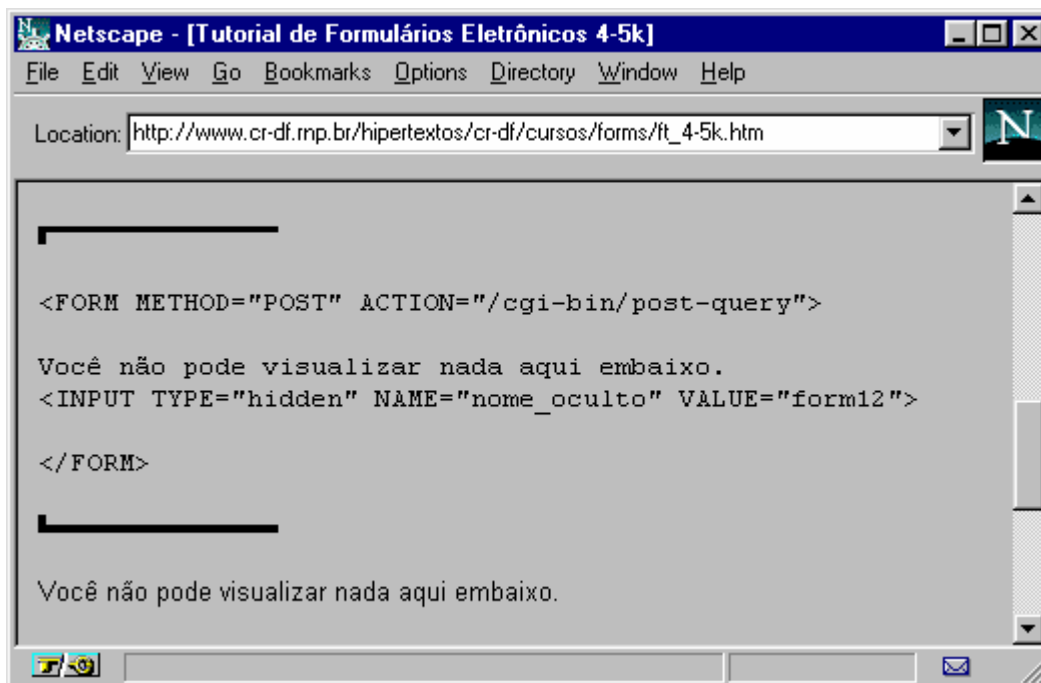 Netscape - [Tutorial de Formulários Eletrônicos 4-5k]
File Edit View Go Bookmarks Options Directory Window Help
Location: http://www.cr-df.rnp.br/hipertextos/cr-df/cursos/forms/ft_4-5k.htm
N
<FORM METHOD="POST" ACTION="/cgi-bin/post-query">
Você não pode visualizar nada aqui embaixo.
<INPUT TYPE="hidden" NAME="nome_oculto" VALUE="form12">
</FORM>
Você não pode visualizar nada aqui embaixo.